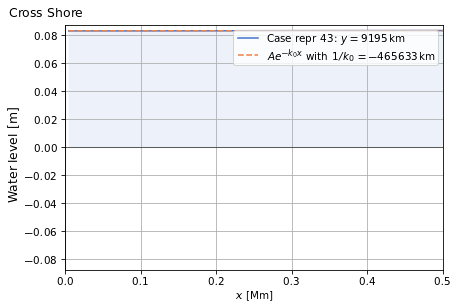 Cross Shore
Water level [m]
0.08
0.06
0.04
0.02
0.00
−0.02
−0.04
−0.06
−0.08
Case repr 43: y = 9195 km
Ae^{−k₀x} with 1/k₀ = −465633 km
0.0 0.1 0.2 0.3 0.4 0.5
x [Mm]